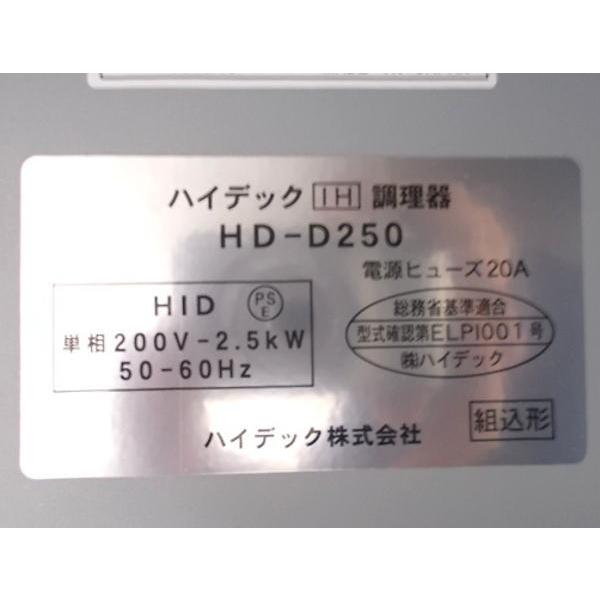 ハイデック IH 調理器
HD-D250
電源ヒューズ20A
HID PSE
単相200V-2.5kW
50-60Hz
総務省基準適合
型式確認第ELPI001号
㈱ハイデック
組込形
ハイデック株式会社